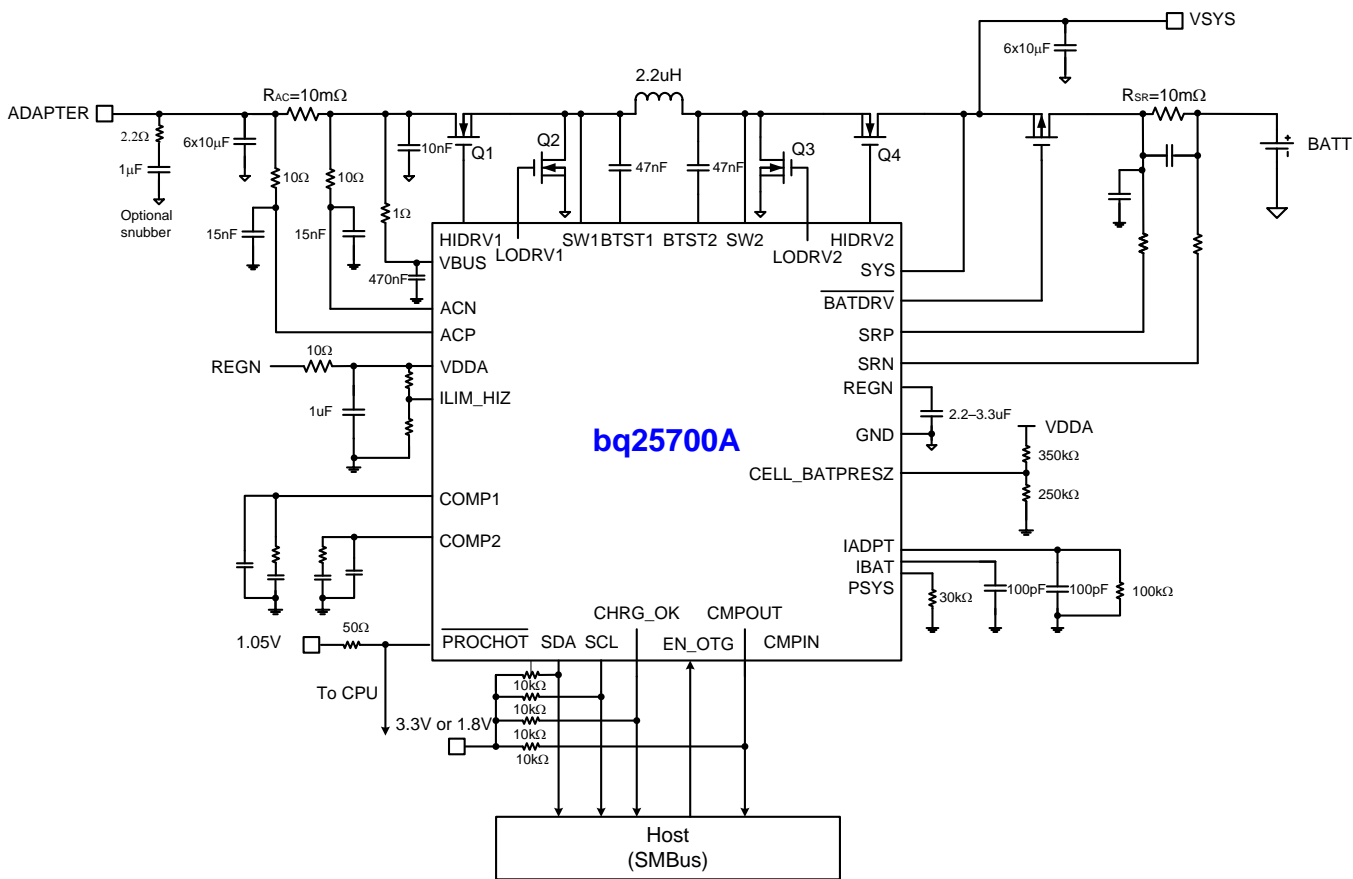 VSYS
6x10μF
2.2uH
ADAPTER
RAC=10mΩ
RSR=10mΩ
2.2Ω
6x10μF
10nF
Q1
Q2
47nF
47nF
Q3
Q4
BATT
1μF
10Ω
10Ω
Optional
snubber
15nF
15nF
1Ω
HIDRV1
LODRV1
SW1
BTST1
BTST2
SW2
LODRV2
HIDRV2
VBUS
SYS
470nF
ACN
BATDRV
ACP
SRP
10Ω
REGN
VDDA
SRN
1uF
ILIM_HIZ
REGN
2.2–3.3uF
GND
VDDA
bq25700A
350kΩ
CELL_BATPRESZ
250kΩ
COMP1
COMP2
IADPT
IBAT
PSYS
30kΩ
100pF
100pF
100kΩ
CHRG_OK
CMPOUT
1.05V
50Ω
PROCHOT
SDA
SCL
EN_OTG
CMPIN
To CPU
10kΩ
10kΩ
3.3V or 1.8V
10kΩ
10kΩ
Host
(SMBus)